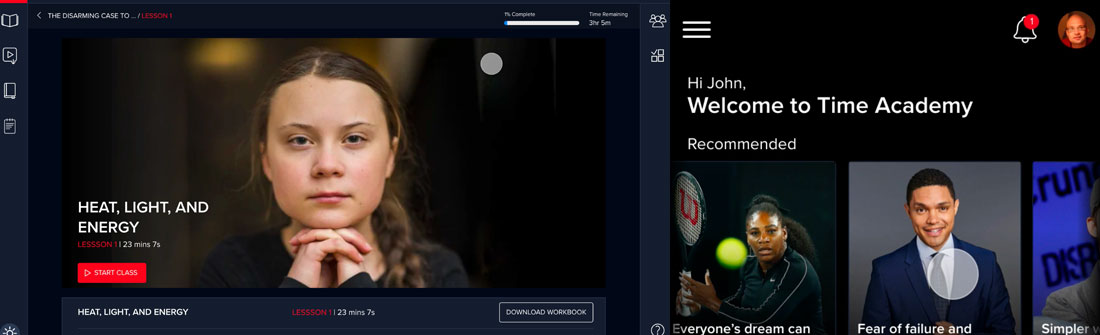 THE DISARMING CASE TO ... / LESSON 1
1% Complete
Time Remaining
3hr 5m
HEAT, LIGHT, AND
ENERGY
LESSSON 1 I 23 mins 7s
START CLASS
HEAT, LIGHT, AND ENERGY
LESSSON 1 I 23 mins 7s
DOWNLOAD WORKBOOK
1
Hi John,
Welcome to Time Academy
Recommended
Everyone's dream can
Fear of failure and
Simpler